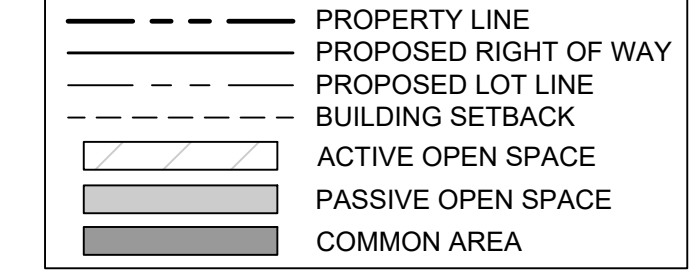 PROPERTY LINE
PROPOSED RIGHT OF WAY
PROPOSED LOT LINE
BUILDING SETBACK
ACTIVE OPEN SPACE
PASSIVE OPEN SPACE
COMMON AREA